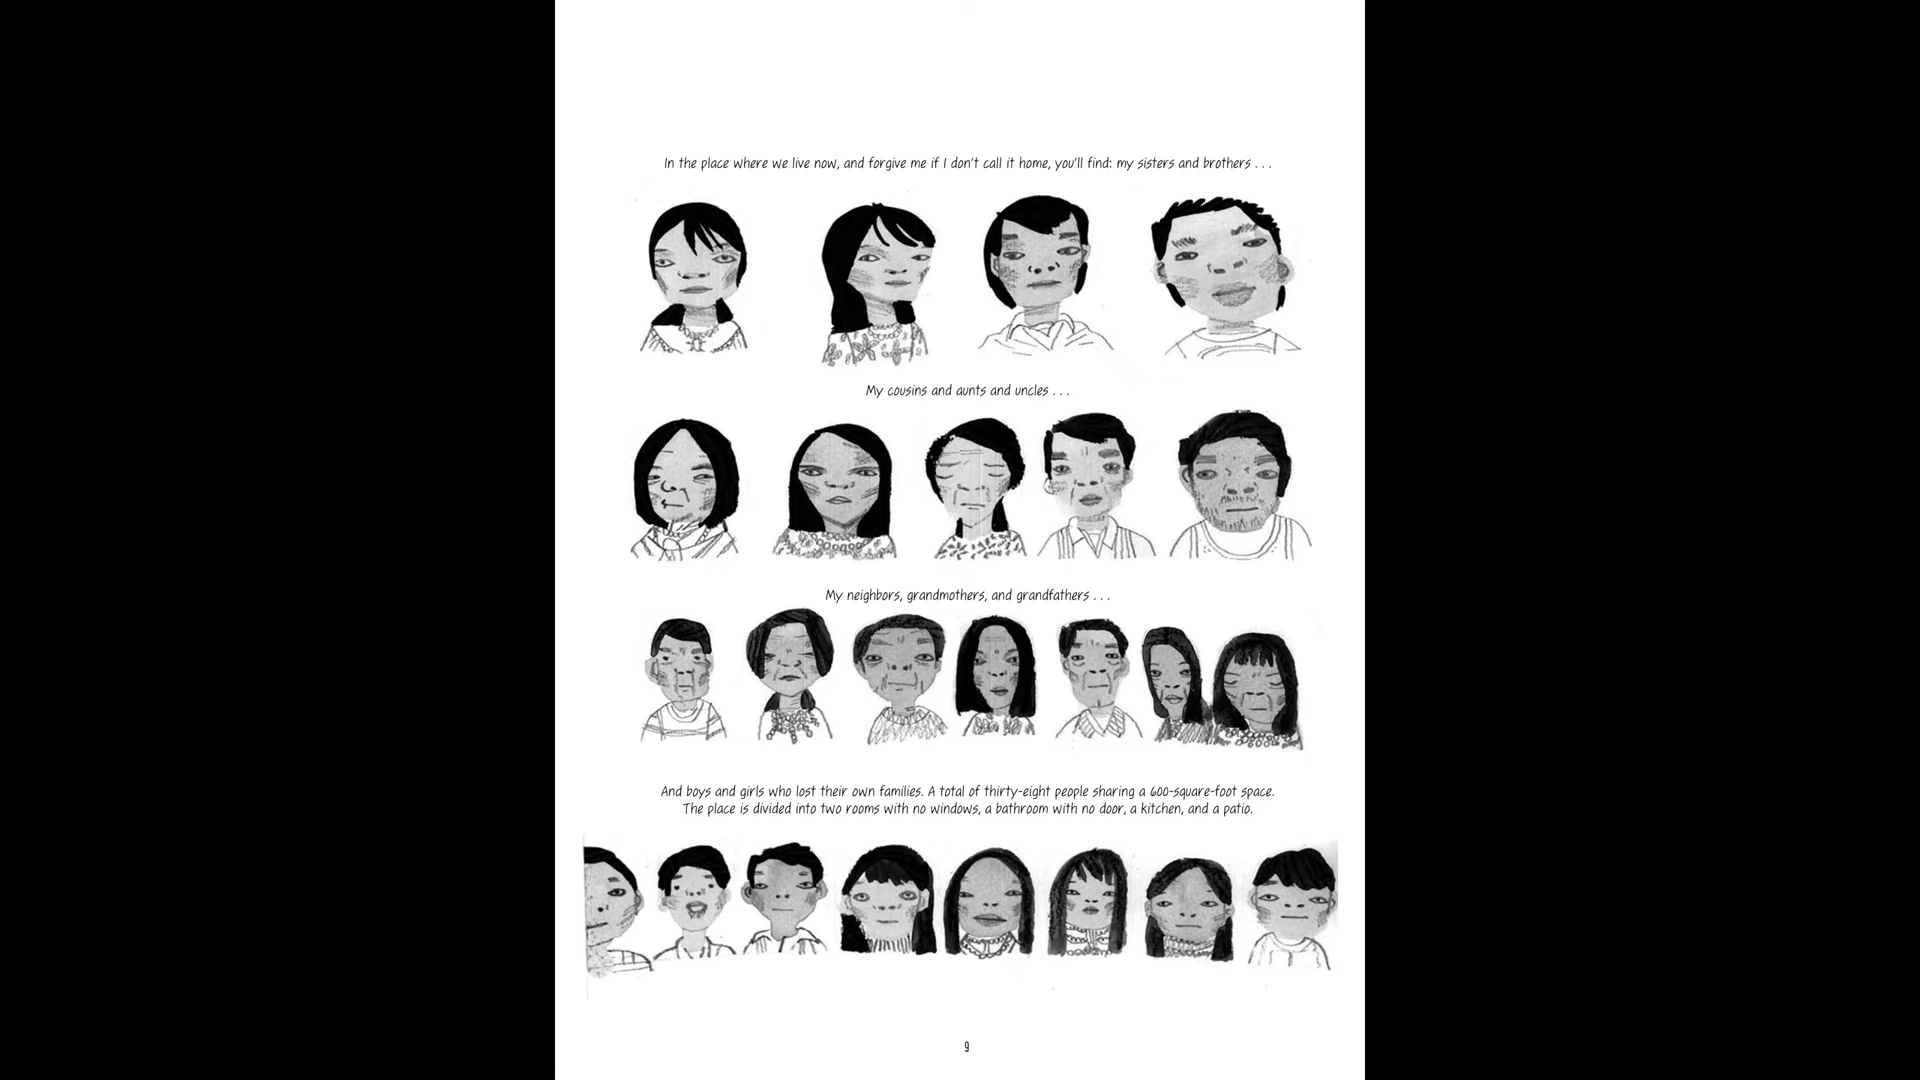 In the place where we live now, and forgive me if I don't call it home, you'll find: my sisters and brothers . . .
My cousins and aunts and uncles . . .
My neighbors, grandmothers, and grandfathers . . .
And boys and girls who lost their own families. A total of thirty-eight people sharing a 600-square-foot space.
The place is divided into two rooms with no windows, a bathroom with no door, a kitchen, and a patio.
9